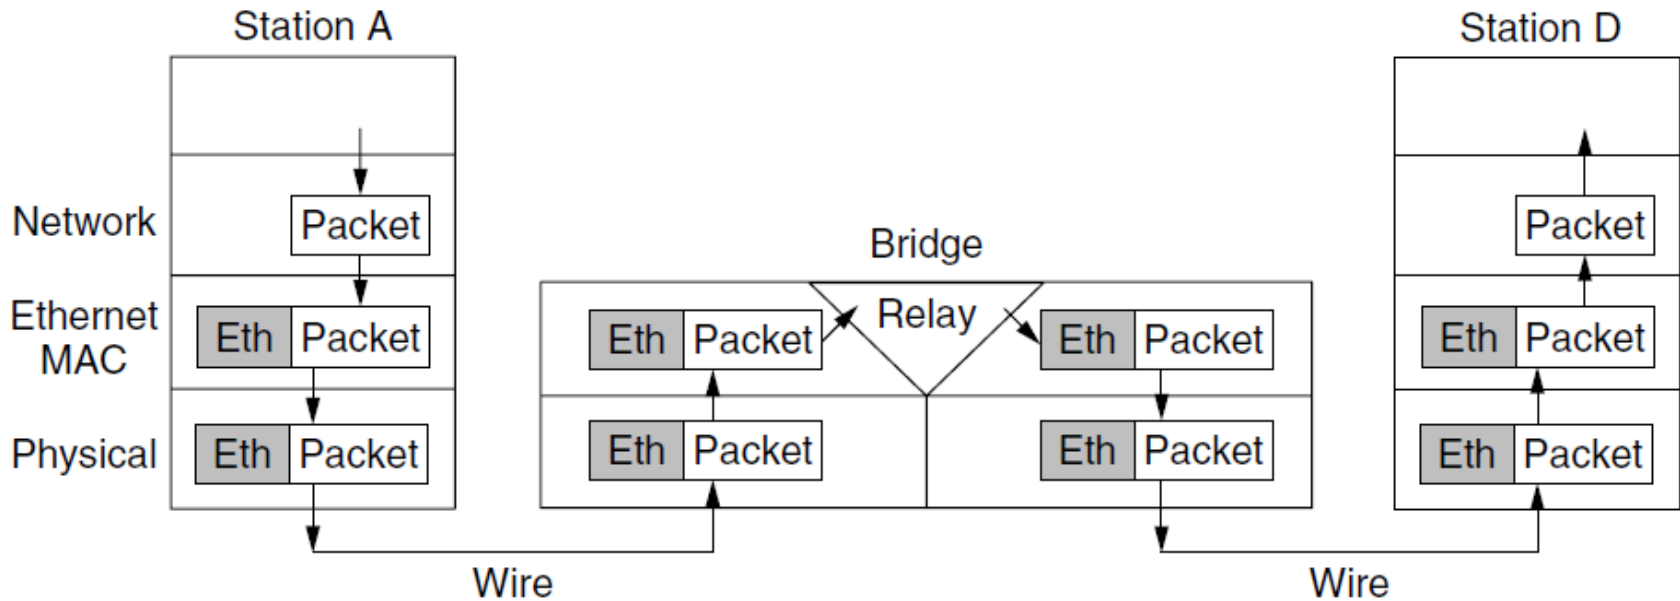 Station A
Station D
Network
Packet
Packet
Bridge
Ethernet
MAC
Eth Packet
Eth Packet
Relay
Eth Packet
Eth Packet
Physical
Eth Packet
Eth Packet
Eth Packet
Eth Packet
Wire
Wire